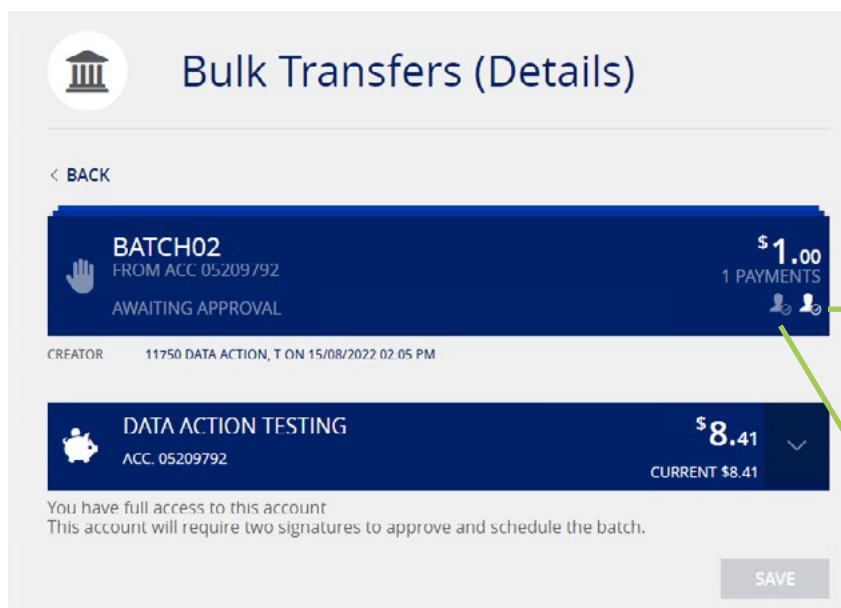 Bulk Transfers (Details)
< BACK
BATCH02
$1.00
FROM ACC 05209792
1 PAYMENTS
AWAITING APPROVAL
CREATOR 11750 DATA ACTION, T ON 15/08/2022 02.05 PM
DATA ACTION TESTING
$8.41
ACC. 05209792
CURRENT $8.41
You have full access to this account
This account will require two signatures to approve and schedule the batch.
SAVE